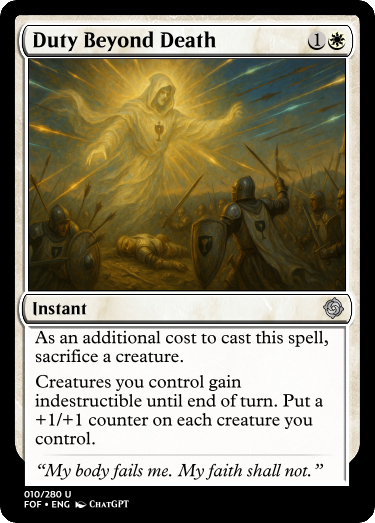 Duty Beyond Death 1
Instant
As an additional cost to cast this spell,
sacrifice a creature.
Creatures you control gain
indestructible until end of turn. Put a
+1/+1 counter on each creature you
control.
“My body fails me. My faith shall not.”
010/280 U
FOF • ENG ChatGPT